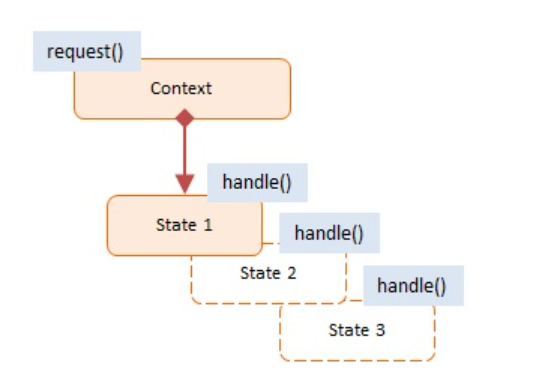 request()
Context
handle()
State 1
handle()
State 2
handle()
State 3